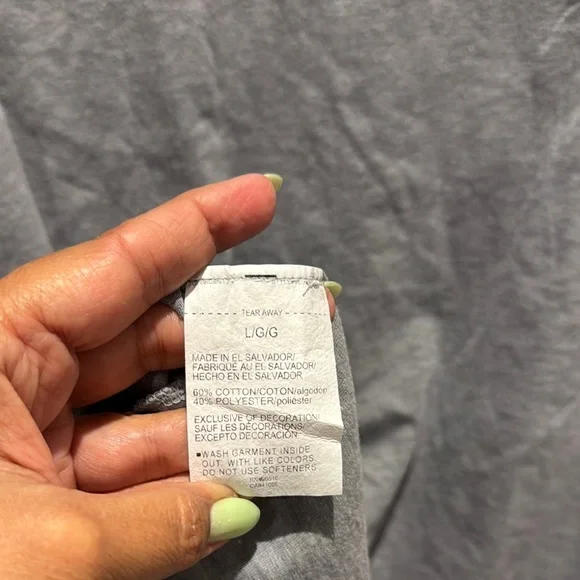 TEAR AWAY
L/G/G
MADE IN EL SALVADOR/
FABRIQUÉ AU EL SALVADOR/
HECHO EN EL SALVADOR
60% COTTON/COTON/algodon
40% POLYESTER/poliéster
EXCLUSIVE OF DECORATION/
SAUF LES DÉCORATIONS/
EXCEPTO DECORACIÓN
■WASH GARMENT INSIDE
OUT, WITH LIKE COLORS.
DO NOT USE SOFTENERS.